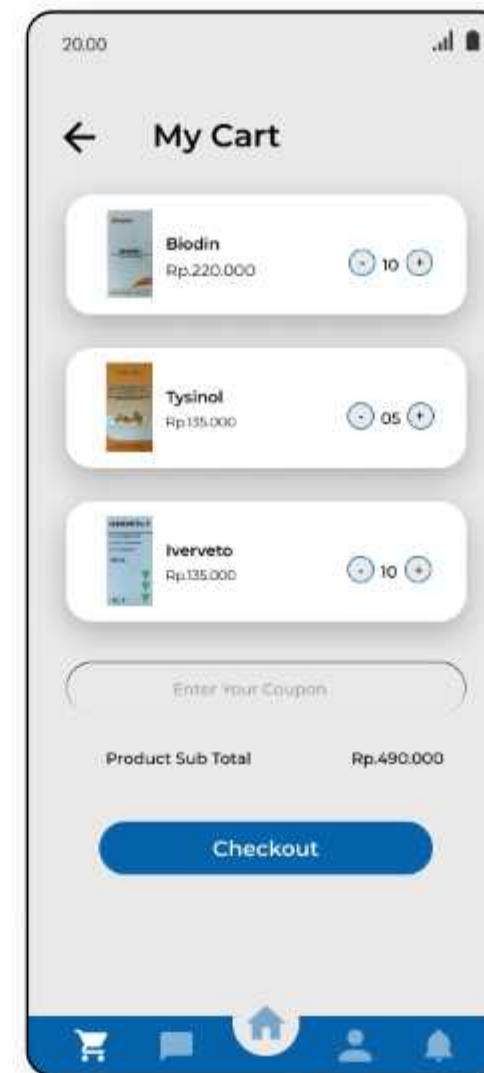 20.00
My Cart
Biodin
Rp.220.000
- 10 +
Tysinol
Rp.135.000
- 05 +
Iverveto
Rp.135.000
- 10 +
Enter Your Coupon
Product Sub Total Rp.490.000
Checkout